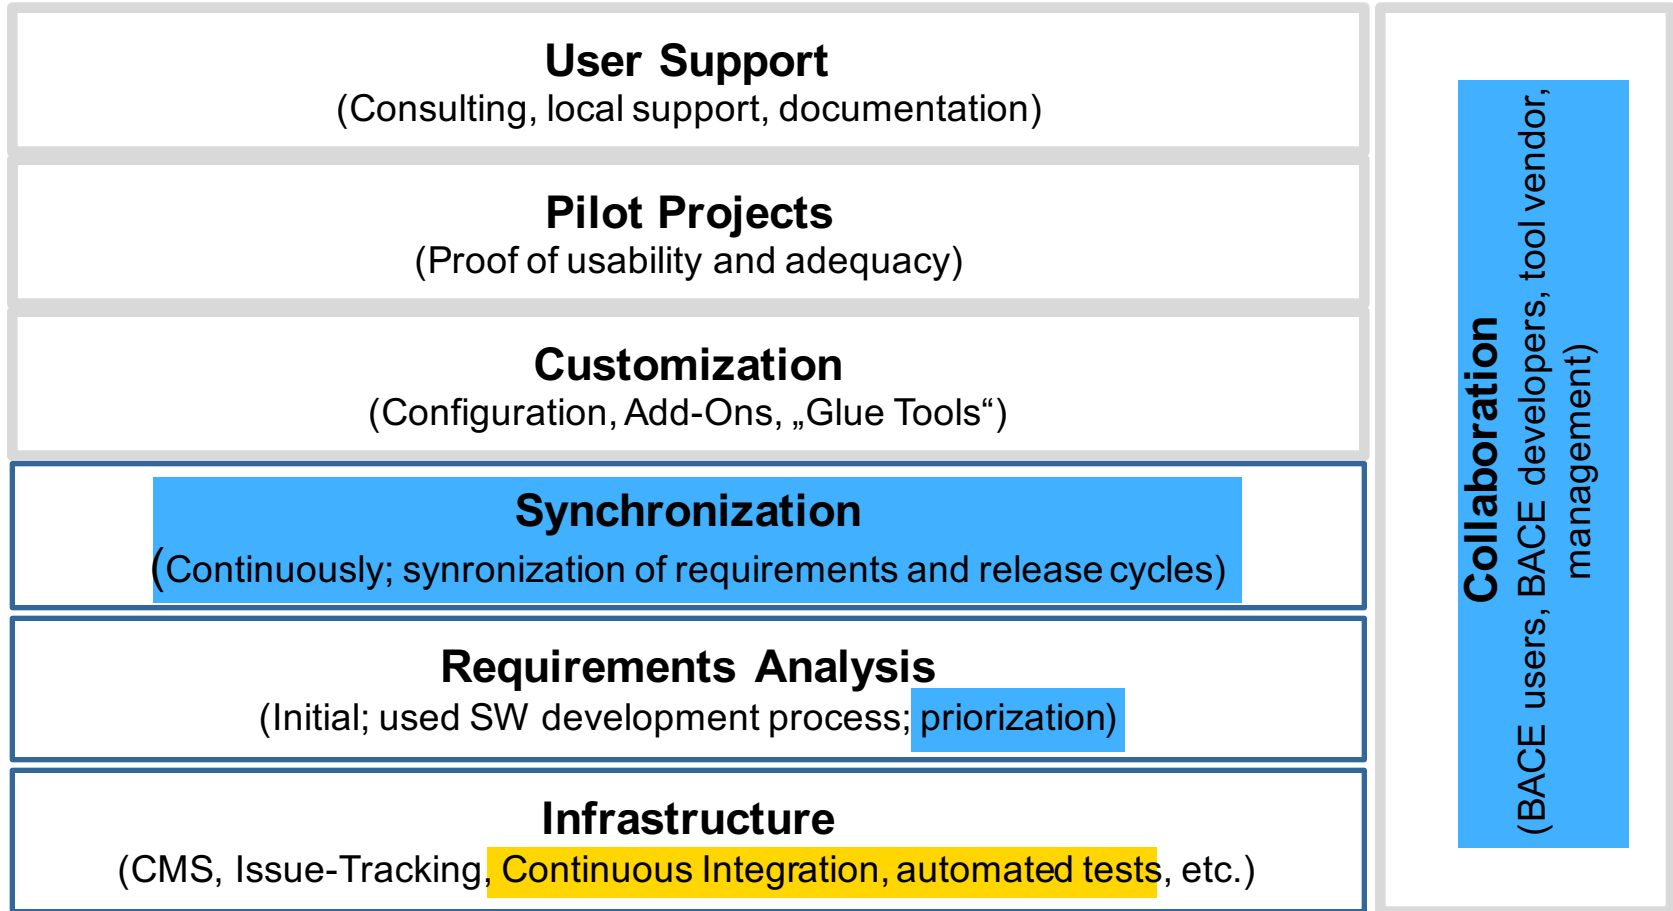 User Support
(Consulting, local support, documentation)
Pilot Projects
(Proof of usability and adequacy)
Customization
(Configuration, Add-Ons, „Glue Tools“)
Synchronization
(Continuously; synronization of requirements and release cycles)
Requirements Analysis
(Initial; used SW development process; priorization)
Infrastructure
(CMS, Issue-Tracking, Continuous Integration, automated tests, etc.)
Collaboration
(BACE users, BACE developers, tool vendor,
management)